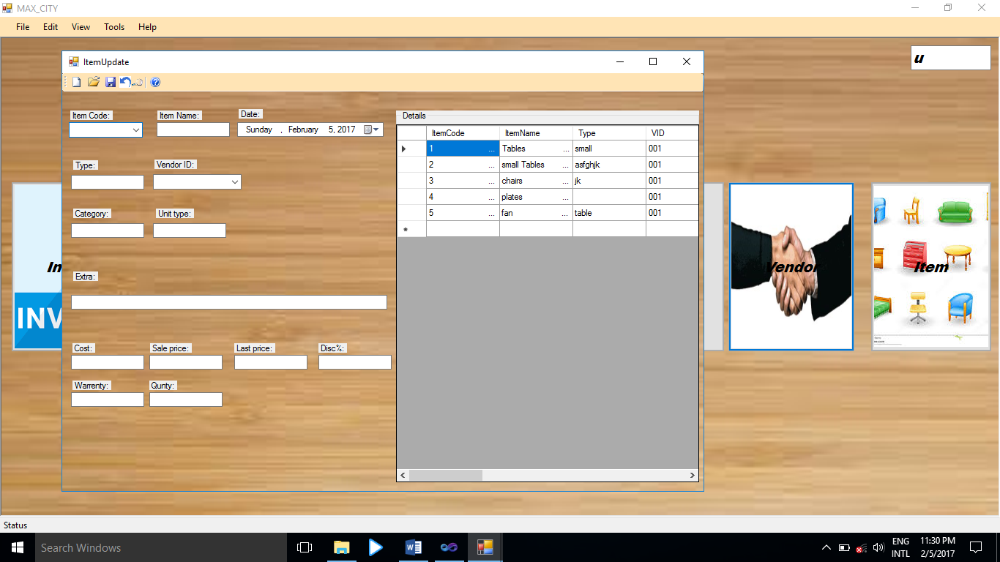 MAX_CITY
File Edit View Tools Help
u
ItemUpdate
Item Code: Item Name: Date:
Sunday , February 5, 2017
Type: Vendor ID:
Category: Unit type:
Extra:
Cost: Sale price: Last price: Disc%:
Warrenty: Qunty:
Details
ItemCode ItemName Type VID
1 ... Tables ... small 001
2 ... small Tables ... asfghjk 001
3 ... chairs ... jk 001
4 ... plates ... 001
5 ... fan ... table 001
*
In
INV
Vendor
Item
Status
Search Windows
ENG
INTL
11:30 PM
2/5/2017